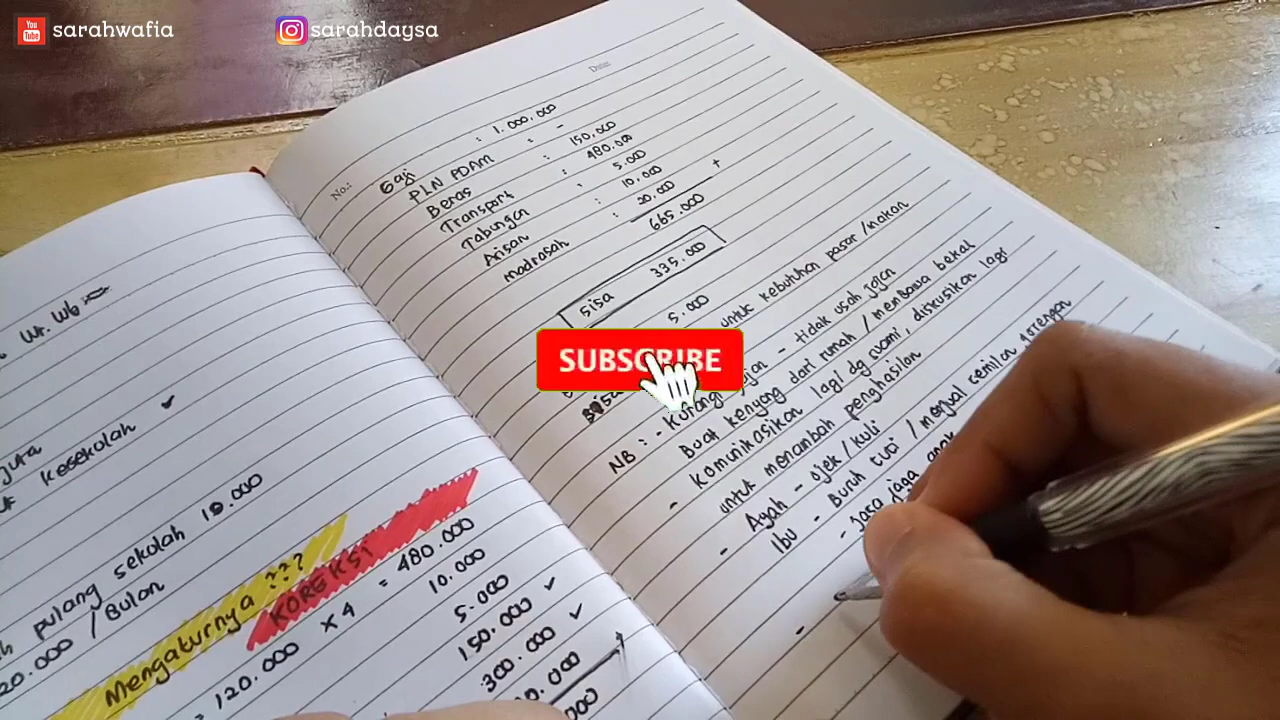 sarahwafia
sarahdaysa
Date:
No.:
Gaji : 1.000.000
PLN PDAM : -
Beras : 150.000
Transport : 480.000
Tabungan : 5.000
Arisan : 10.000
madrasah : 20.000 +
665.000
sisa 335.000
5.000
untuk kebutuhan pasar /makan
SUBSCRIBE
NB : - Kurangi jajan - tidak usah jajan
Buat kenyang dari rumah / membawa bekal
- Komunikasikan lagi dg suami, diskusikan lagi
untuk menambah penghasilan
- Ayah - ojek / kuli
Ibu - Buruh cuci / menjual cemilan gorengan
- jasa jaga anak
-
Wr. Wb
juta
kesekolah ✓
pulang sekolah 10.000
20.000 / Bulan
Mengaturnya ???
KOREKSI
= 120.000 x 4 = 480.000
10.000
5.000
150.000 ✓
300.000 ✓